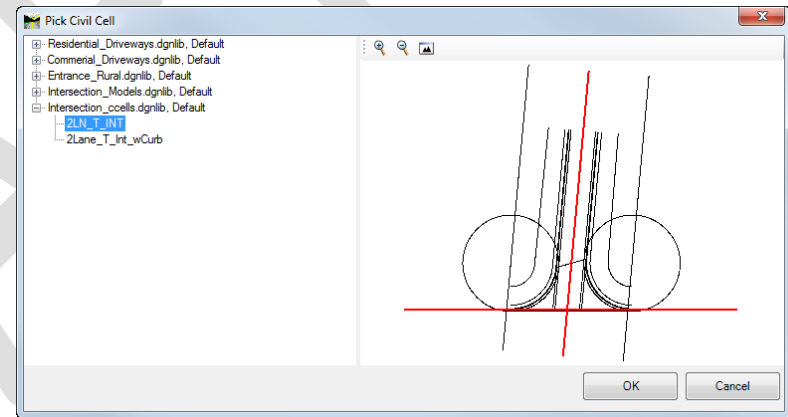 Pick Civil Cell
Residential_Driveways.dgnlib, Default
Commerial_Driveways.dgnlib, Default
Entrance_Rural.dgnlib, Default
Intersection_Models.dgnlib, Default
Intersection_ccells.dgnlib, Default
2LN_T_INT
2Lane_T_Int_wCurb
OK Cancel